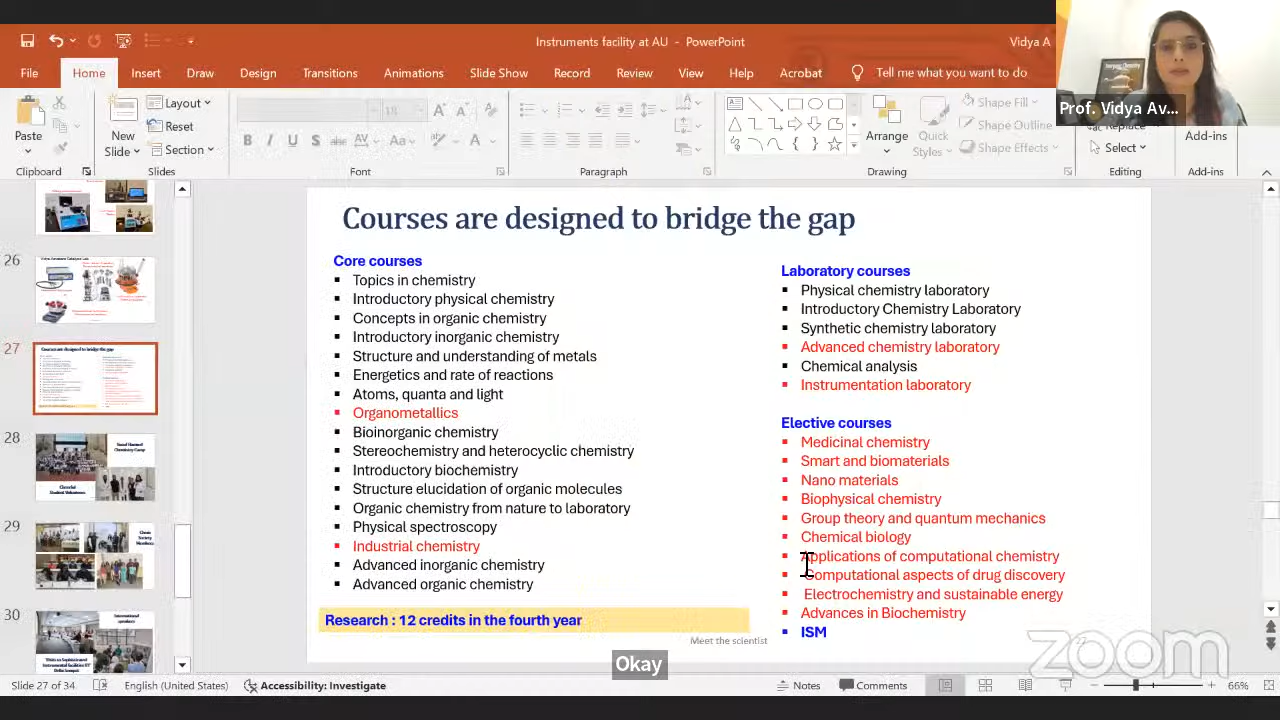 Instruments facility at AU - PowerPoint
Vidya A
File Home Insert Draw Design Transitions Animations Slide Show Record Review View Help Acrobat Tell me what you want to do
Prof. Vidya Av...
Paste
Clipboard
New
Slide
Layout
Reset
Section
Slides
Font
Paragraph
Arrange
Quick
Styles
Shape Fill
Shape Outline
Shape Effects
Drawing
Replace
Select
Editing
Add-ins
Add-ins
26
27
28
29
30
Courses are designed to bridge the gap
Core courses
Topics in chemistry
Introductory physical chemistry
Concepts in organic chemistry
Introductory inorganic chemistry
Structure and understanding of metals
Energetics and rate of reaction
Atoms, quanta and light
Organometallics
Bioinorganic chemistry
Stereochemistry and heterocyclic chemistry
Introductory biochemistry
Structure elucidation of organic molecules
Organic chemistry from nature to laboratory
Physical spectroscopy
Industrial chemistry
Advanced inorganic chemistry
Advanced organic chemistry
Research : 12 credits in the fourth year
Laboratory courses
Physical chemistry laboratory
Introductory Chemistry Laboratory
Synthetic chemistry laboratory
Advanced chemistry laboratory
Chemical analysis
Instrumentation laboratory
Elective courses
Medicinal chemistry
Smart and biomaterials
Nano materials
Biophysical chemistry
Group theory and quantum mechanics
Chemical biology
Applications of computational chemistry
Computational aspects of drug discovery
Electrochemistry and sustainable energy
Advances in Biochemistry
ISM
Meet the scientist
27
zoom
Okay
Slide 27 of 34
English (United States)
Accessibility: Investigate
Notes
Comments
66%